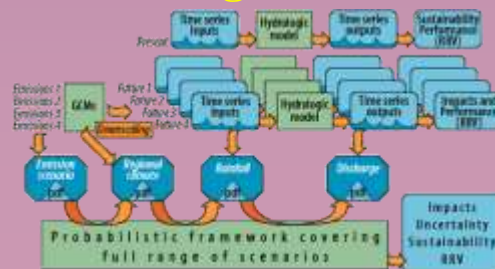 Time series
inputs
Hydrologic
model
Time series
outputs
Sustainability
Performance
(RRV)
Present
Emissions 1
Emissions 2
Emissions 3
Emissions 4
GCMs
Downscaling
Future 1
Future 2
Future 3
Future 4
Time series
inputs
Hydrologic
model
Time series
outputs
Impacts and
Performance
(RRV)
Emission
scenario
pdf
Regional
climate
pdf
Rainfall
pdf
Discharge
pdf
Probabilistic framework covering
full range of scenarios
Impacts
Uncertainty
Sustainability
RRV